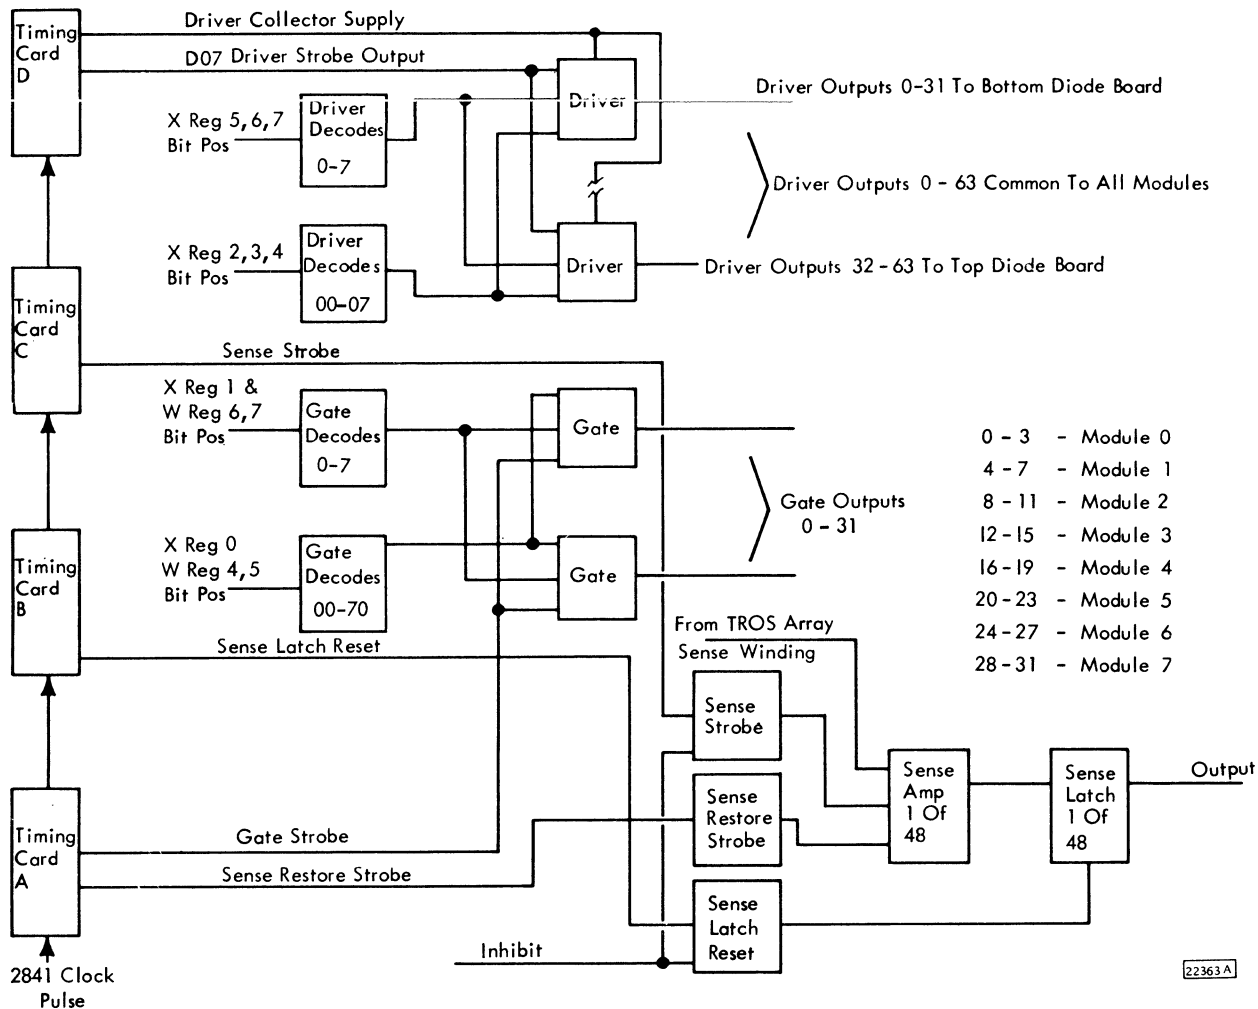 Driver Collector Supply
Timing
Card
D
D07 Driver Strobe Output
Driver
Driver Outputs 0-31 To Bottom Diode Board
X Reg 5,6,7
Bit Pos
Driver
Decodes
0-7
Driver Outputs 0 - 63 Common To All Modules
X Reg 2,3,4
Bit Pos
Driver
Decodes
00-07
Driver
Driver Outputs 32-63 To Top Diode Board
Timing
Card
C
Sense Strobe
X Reg 1 &
W Reg 6,7
Bit Pos
Gate
Decodes
0-7
Gate
Gate Outputs
0 - 31
0 - 3 - Module 0
4 - 7 - Module 1
8 - 11 - Module 2
12 - 15 - Module 3
16 - 19 - Module 4
20 - 23 - Module 5
24 - 27 - Module 6
28 - 31 - Module 7
Timing
Card
B
X Reg 0
W Reg 4,5
Bit Pos
Gate
Decodes
00-70
Gate
Sense Latch Reset
From TROS Array
Sense Winding
Sense
Strobe
Sense
Restore
Strobe
Sense
Amp
1 Of
48
Sense
Latch
1 Of
48
Output
Timing
Card
A
Gate Strobe
Sense Restore Strobe
Sense
Latch
Reset
Inhibit
2841 Clock
Pulse
22363 A